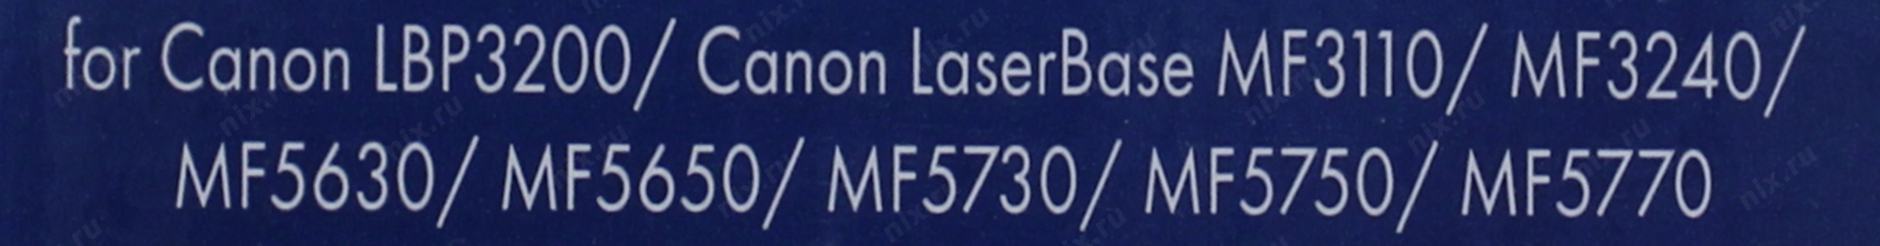 for Canon LBP3200/ Canon LaserBase MF3110/ MF3240/
MF5630/ MF5650/ MF5730/ MF5750/ MF5770